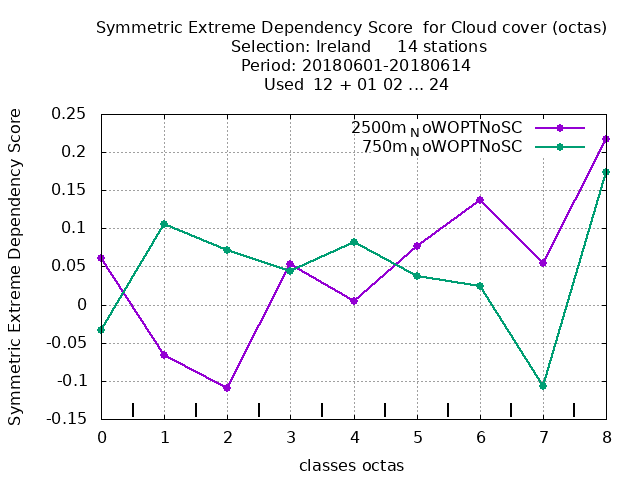 Symmetric Extreme Dependency Score  for Cloud cover (octas)
Selection: Ireland     14 stations
Period: 20180601-20180614
Used  12 + 01 02 ... 24
2500m NoWOPTNoSC
750m NoWOPTNoSC
Symmetric Extreme Dependency Score
0.25
0.2
0.15
0.1
0.05
0
-0.05
-0.1
-0.15
0 1 2 3 4 5 6 7 8
classes octas